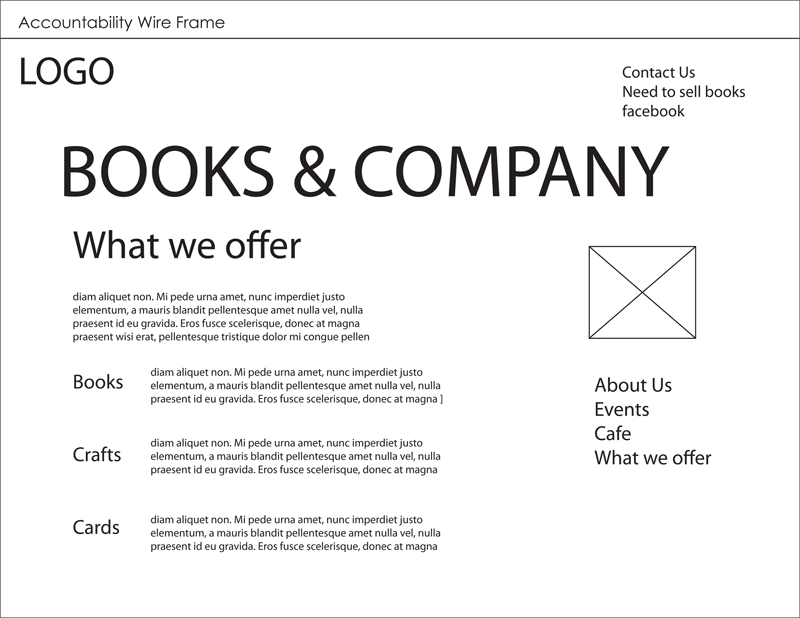 Accountability Wire Frame
LOGO
Contact Us
Need to sell books
facebook
BOOKS & COMPANY
What we offer
diam aliquet non. Mi pede urna amet, nunc imperdiet justo
elementum, a mauris blandit pellentesque amet nulla vel, nulla
praesent id eu gravida. Eros fusce scelerisque, donec at magna
praesent wisi erat, pellentesque tristique dolor mi congue pellen
Books
diam aliquet non. Mi pede urna amet, nunc imperdiet justo
elementum, a mauris blandit pellentesque amet nulla vel, nulla
praesent id eu gravida. Eros fusce scelerisque, donec at magna ]
Crafts
diam aliquet non. Mi pede urna amet, nunc imperdiet justo
elementum, a mauris blandit pellentesque amet nulla vel, nulla
praesent id eu gravida. Eros fusce scelerisque, donec at magna
Cards
diam aliquet non. Mi pede urna amet, nunc imperdiet justo
elementum, a mauris blandit pellentesque amet nulla vel, nulla
praesent id eu gravida. Eros fusce scelerisque, donec at magna
About Us
Events
Cafe
What we offer